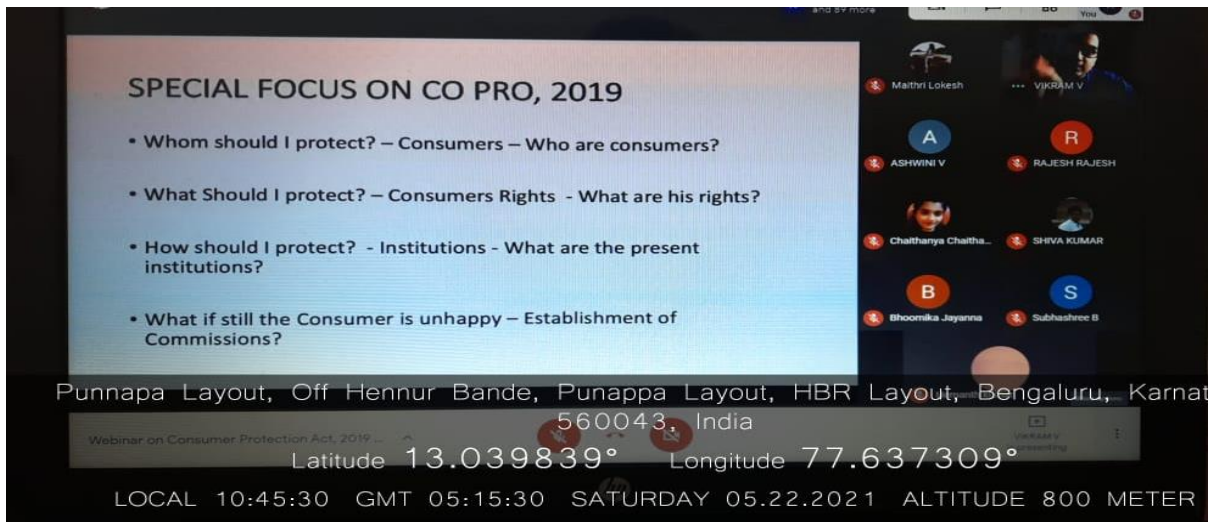 and 89 more
You
SPECIAL FOCUS ON CO PRO, 2019
• Whom should I protect? – Consumers – Who are consumers?
• What Should I protect? – Consumers Rights - What are his rights?
• How should I protect? - Institutions - What are the present
institutions?
• What if still the Consumer is unhappy – Establishment of
Commissions?
Maithri Lokesh
VIKRAM V
A
ASHWINI V
R
RAJESH RAJESH
Chaithanya Chaitha...
SHIVA KUMAR
B
Bhoomika Jayanna
S
Subhashree B
Punnapa Layout, Off Hennur Bande, Punappa Layout, HBR Layout, Bengaluru, Karnat
560043, India
Webinar on Consumer Protection Act, 2019 ...
VIKRAM V
Latitude 13.039839° Longitude 77.637309°
LOCAL 10:45:30 GMT 05:15:30 SATURDAY 05.22.2021 ALTITUDE 800 METER
hp